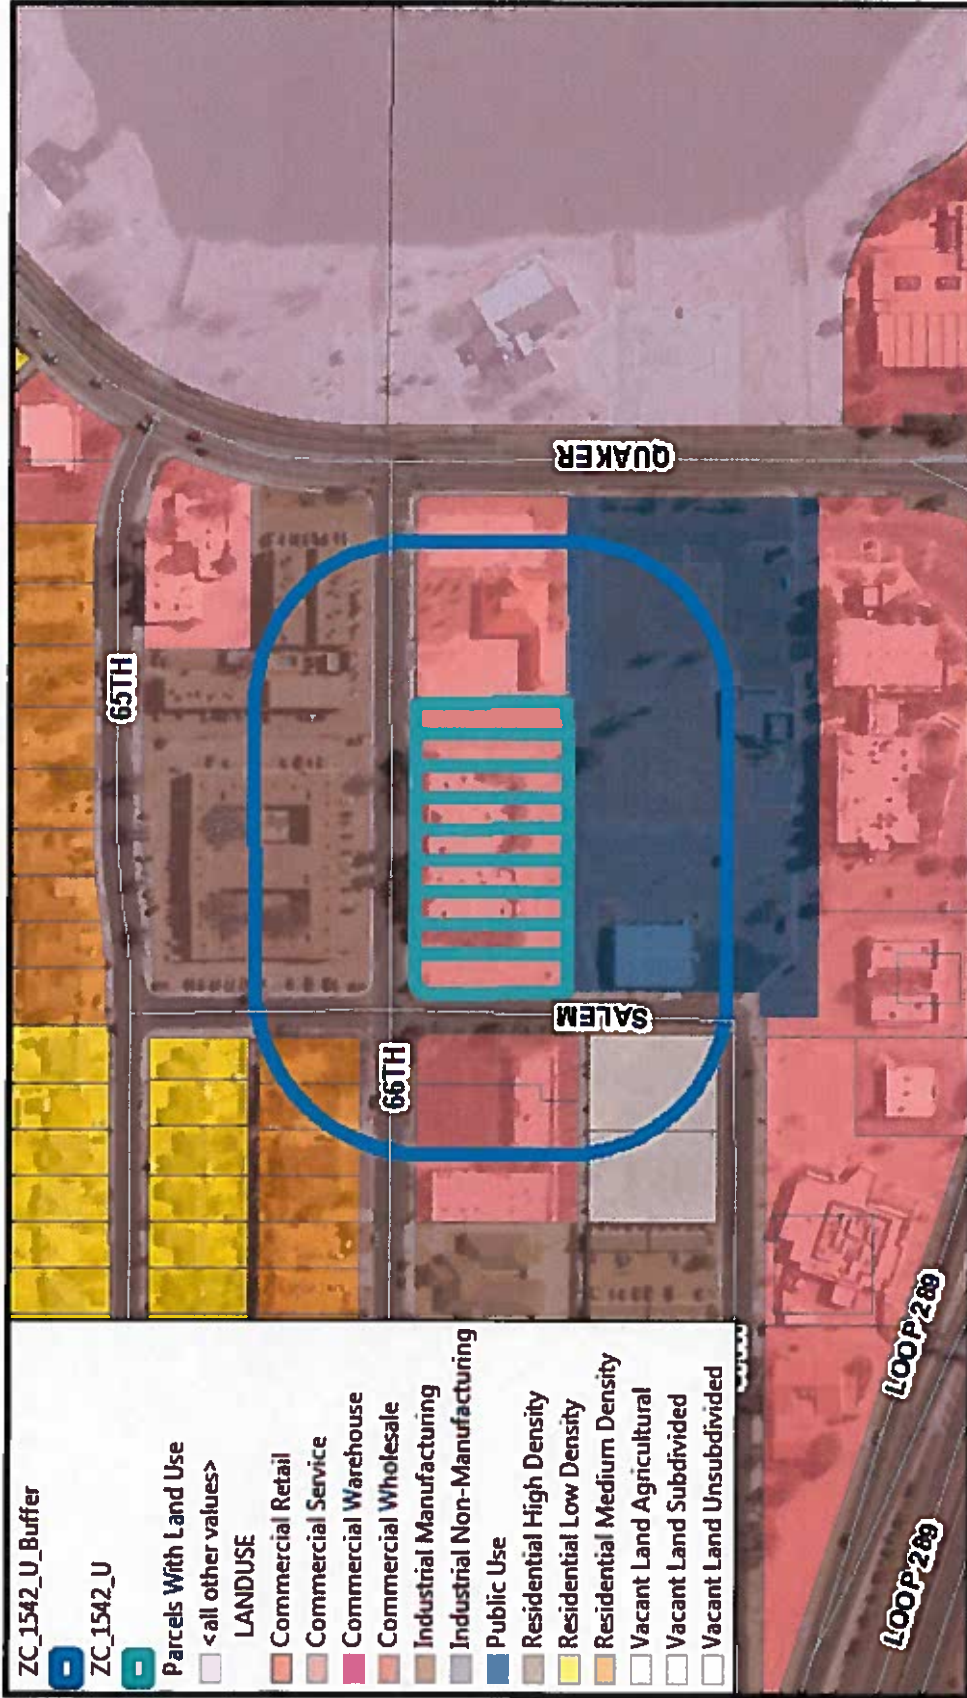 ZC_1542_U_Buffer
ZC_1542_U
Parcels With Land Use
<all other values>
LANDUSE
Commercial Retail
Commercial Service
Commercial Warehouse
Commercial Wholesale
Industrial Manufacturing
Industrial Non-Manufacturing
Public Use
Residential High Density
Residential Low Density
Residential Medium Density
Vacant Land Agricultural
Vacant Land Subdivided
Vacant Land Unsubdivided
65TH
66TH
SALEM
QUAKER
LOOP 289
LOOP 289